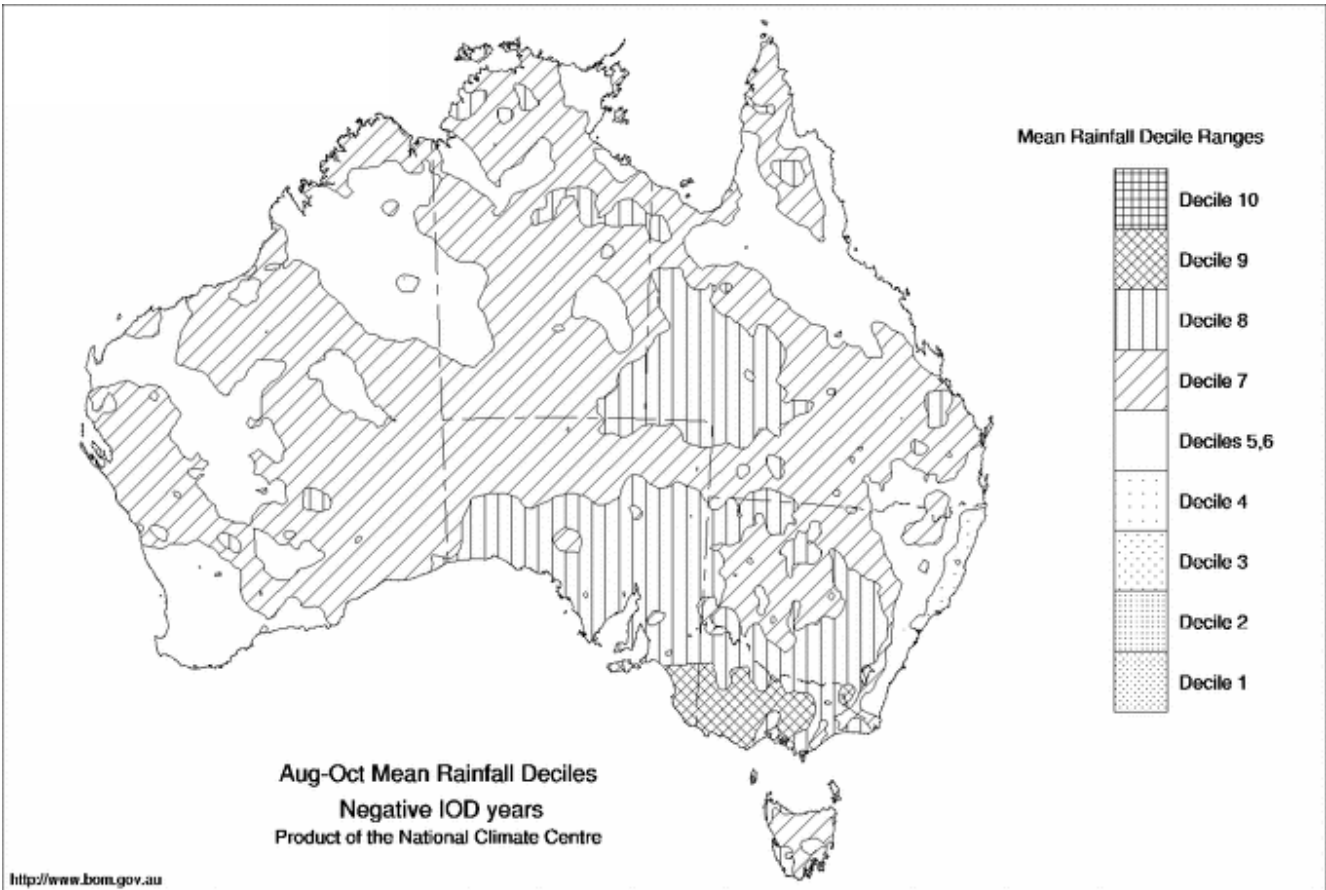 Mean Rainfall Decile Ranges
Decile 10
Decile 9
Decile 8
Decile 7
Deciles 5,6
Decile 4
Decile 3
Decile 2
Decile 1
Aug-Oct Mean Rainfall Deciles
Negative IOD years
Product of the National Climate Centre
http://www.bom.gov.au